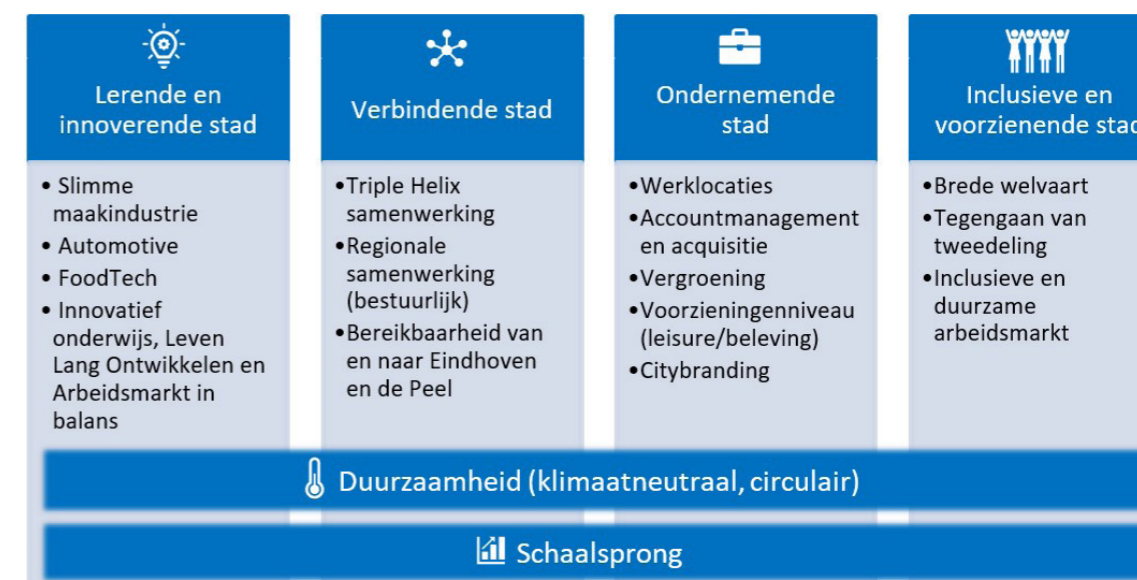 Lerende en
innoverende stad
• Slimme
maakindustrie
• Automotive
• FoodTech
• Innovatief
onderwijs, Leven
Lang Ontwikkelen en
Arbeidsmarkt in
balans
Verbindende stad
•Triple Helix
samenwerking
•Regionale
samenwerking
(bestuurlijk)
•Bereikbaarheid van
en naar Eindhoven
en de Peel
Ondernemende
stad
•Werklocaties
•Accountmanagement
en acquisitie
•Vergroening
•Voorzieningenniveau
(leisure/beleving)
•Citybranding
Inclusieve en
voorzienende stad
•Brede welvaart
•Tegengaan van
tweedeling
•Inclusieve en
duurzame
arbeidsmarkt
Duurzaamheid (klimaatneutraal, circulair)
Schaalsprong